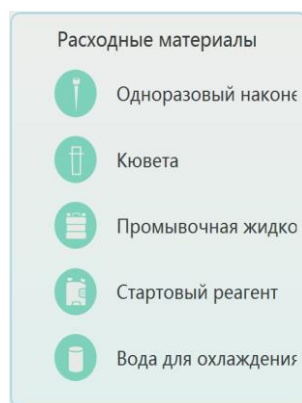 Расходные материалы
Одноразовый наконе
Кювета
Промывочная жидко
Стартовый реагент
Вода для охлаждения